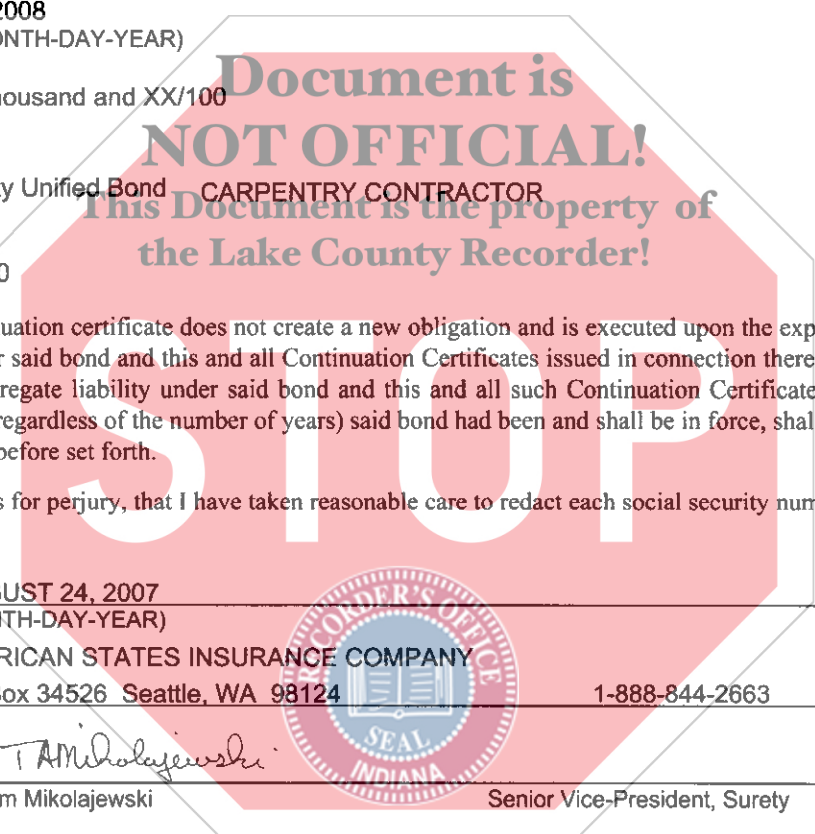 2008
ONTH-DAY-YEAR)
Document is
housand and XX/100
NOT OFFICIAL!
ty Unified Bond CARPENTRY CONTRACTOR
This Document is the property of
the Lake County Recorder!
0
nuation certificate does not create a new obligation and is executed upon the exp
r said bond and this and all Continuation Certificates issued in connection there
regate liability under said bond and this and all such Continuation Certificate
regardless of the number of years) said bond had been and shall be in force, shal
before set forth.
STOP
s for perjury, that I have taken reasonable care to redact each social security num
GUST 24, 2007
NTH-DAY-YEAR)
RICAN STATES INSURANCE COMPANY
Box 34526 Seattle, WA 98124 1-888-844-2663
RECORDER'S OFFICE
SEAL
INDIANA
TAMikolajewski
m Mikolajewski Senior Vice-President, Surety